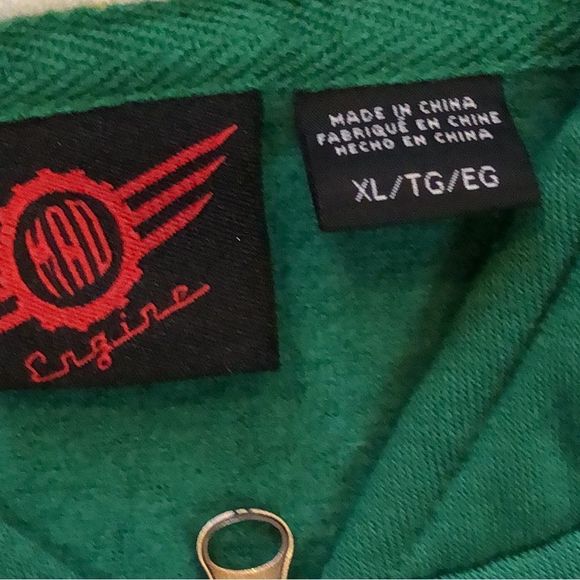 MAD
Engine
MADE IN CHINA
FABRIQUÉ EN CHINE
HECHO EN CHINA
XL/TG/EG